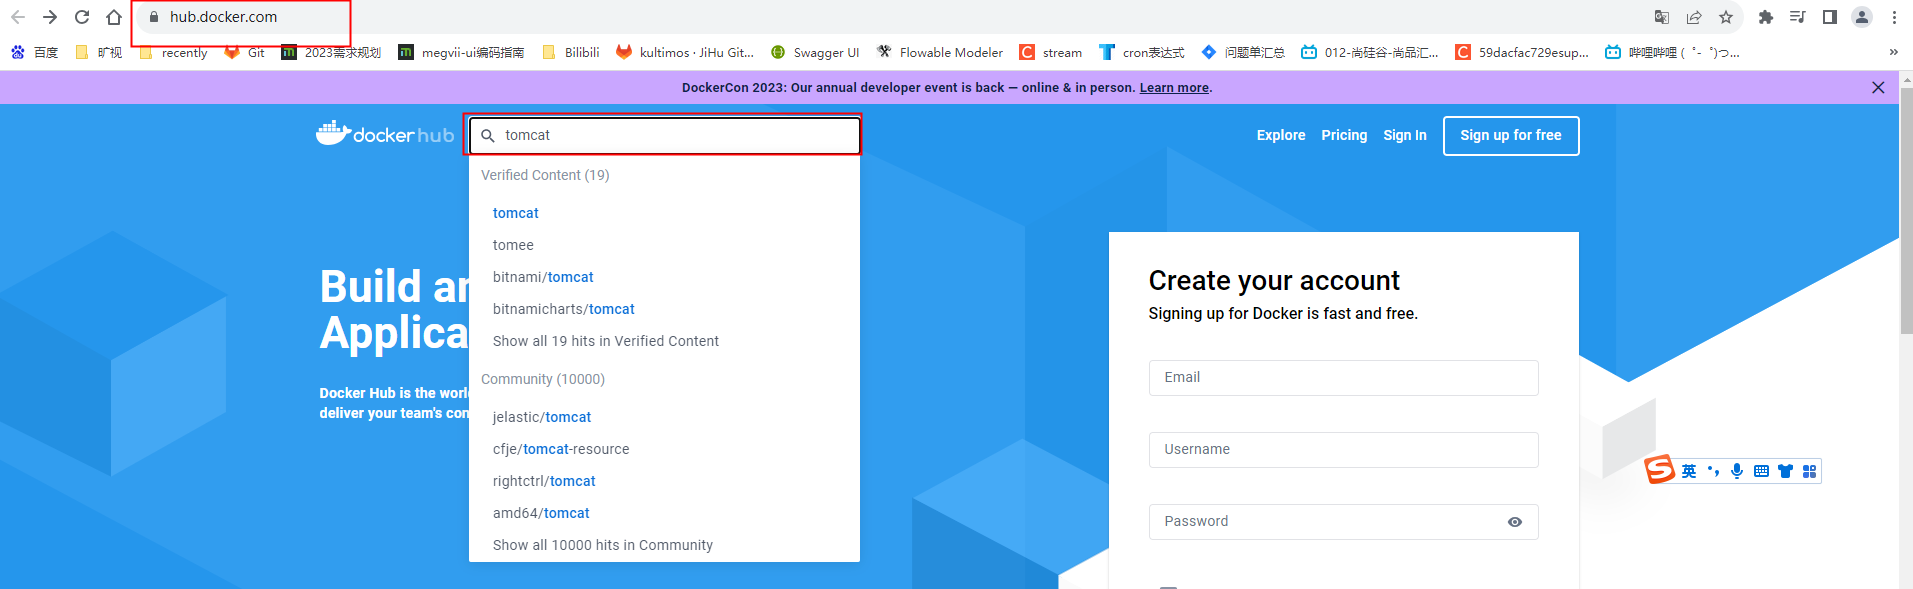 hub.docker.com
百度
旷视
recently
Git
2023需求规划
megvii-ui编码指南
Bilibili
kultimos · JiHu Git...
Swagger UI
Flowable Modeler
stream
cron表达式
问题单汇总
012-尚硅谷-尚品汇...
59dacfac729esup...
哔哩哔哩 (゜-゜)つ...
»
DockerCon 2023: Our annual developer event is back — online & in person. Learn more.
docker hub
tomcat
Explore
Pricing
Sign In
Sign up for free
Verified Content (19)
tomcat
tomee
bitnami/tomcat
bitnamicharts/tomcat
Show all 19 hits in Verified Content
Community (10000)
jelastic/tomcat
cfje/tomcat-resource
rightctrl/tomcat
amd64/tomcat
Show all 10000 hits in Community
Build an
Applica
Docker Hub is the worl
deliver your team's con
Create your account
Signing up for Docker is fast and free.
Email
Username
Password
英